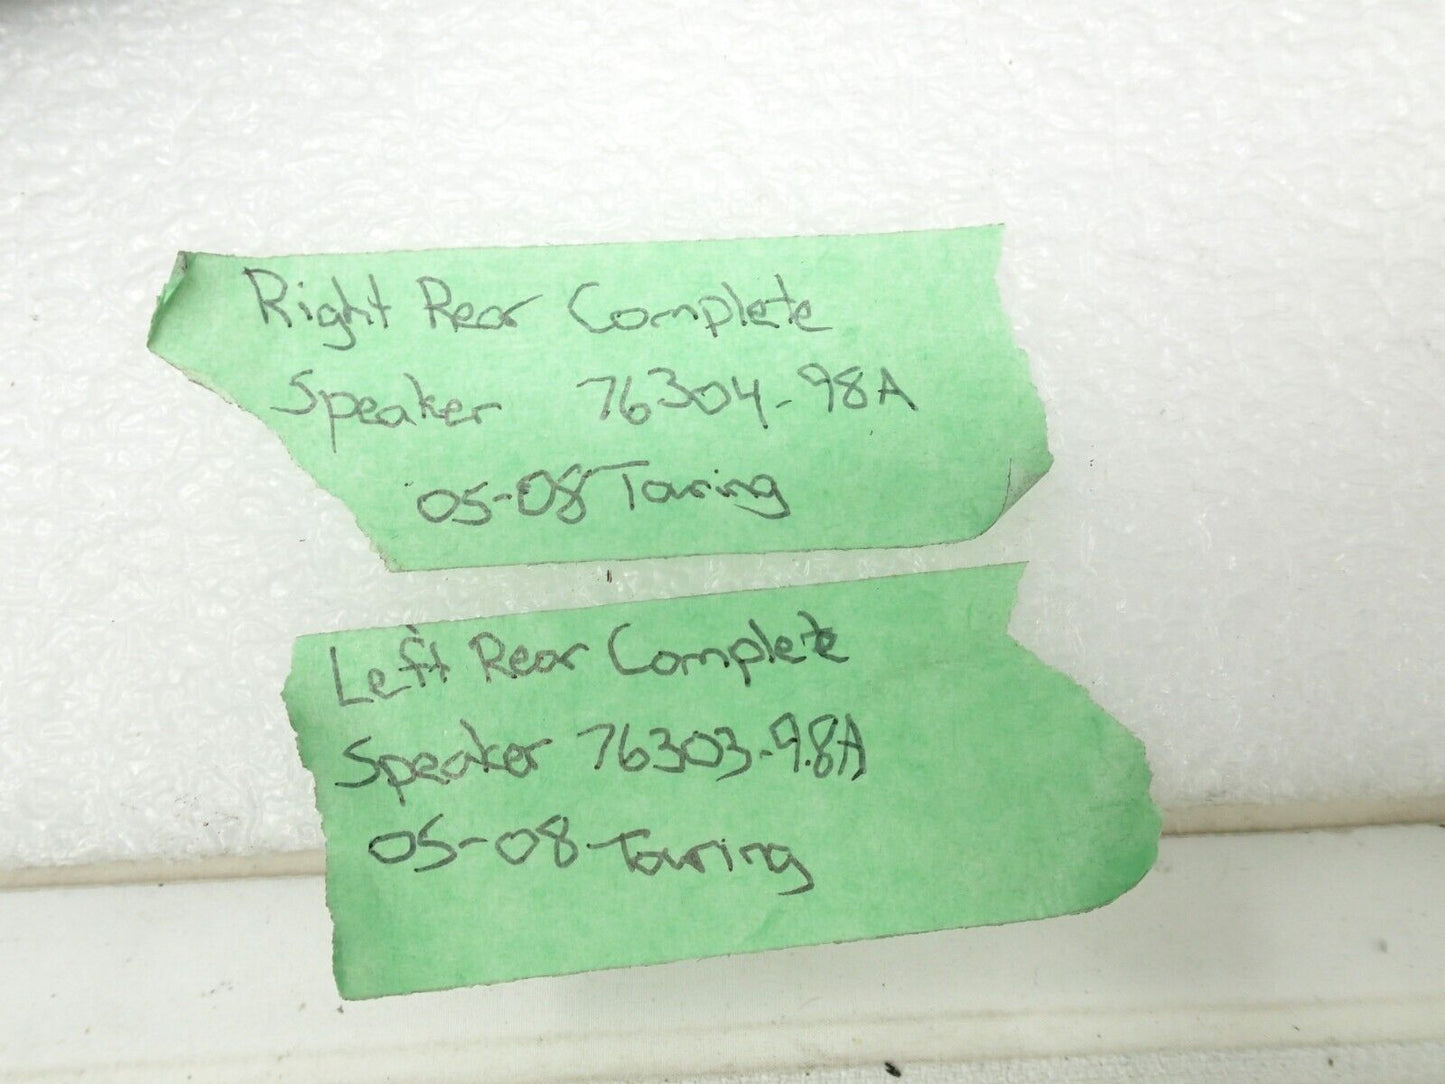 Right Rear Complete
Speaker 76304-98A
05-08 Touring
Left Rear Complete
Speaker 76303-98A
05-08 Touring